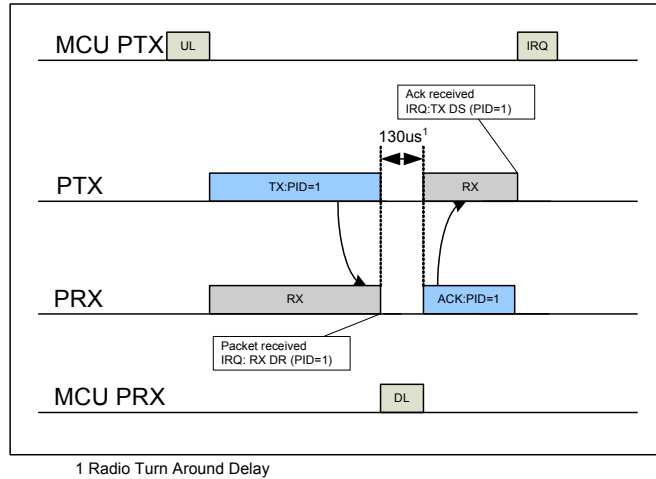 MCU PTX
UL
IRQ
Ack received
IRQ:TX DS (PID=1)
130us1
PTX
TX:PID=1
RX
PRX
RX
ACK:PID=1
Packet received
IRQ: RX DR (PID=1)
MCU PRX
DL
1 Radio Turn Around Delay